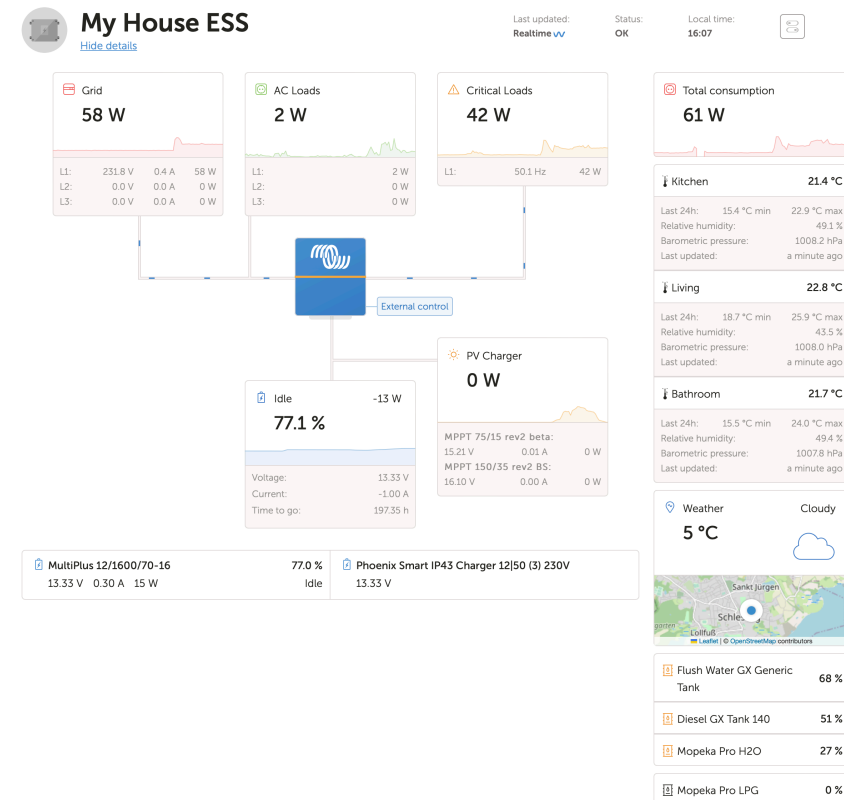 My House ESS
Hide details
Last updated:
Realtime
Status:
OK
Local time:
16:07
Grid
58 W
L1: 231.8 V 0.4 A 58 W
L2: 0.0 V 0.0 A 0 W
L3: 0.0 V 0.0 A 0 W
AC Loads
2 W
L1: 2 W
L2: 0 W
L3: 0 W
Critical Loads
42 W
L1: 50.1 Hz 42 W
External control
Idle -13 W
77.1 %
Voltage: 13.33 V
Current: -1.00 A
Time to go: 197.35 h
PV Charger
0 W
MPPT 75/15 rev2 beta:
15.21 V 0.01 A 0 W
MPPT 150/35 rev2 BS:
16.10 V 0.00 A 0 W
MultiPlus 12/1600/70-16 77.0 %
13.33 V 0.30 A 15 W Idle
Phoenix Smart IP43 Charger 12|50 (3) 230V
13.33 V
Total consumption
61 W
Kitchen 21.4 °C
Last 24h: 15.4 °C min 22.9 °C max
Relative humidity: 49.1 %
Barometric pressure: 1008.2 hPa
Last updated: a minute ago
Living 22.8 °C
Last 24h: 18.7 °C min 25.9 °C max
Relative humidity: 43.5 %
Barometric pressure: 1008.0 hPa
Last updated: a minute ago
Bathroom 21.7 °C
Last 24h: 15.5 °C min 24.0 °C max
Relative humidity: 49.4 %
Barometric pressure: 1007.8 hPa
Last updated: a minute ago
Weather Cloudy
5 °C
Sankt Jürgen
garten
Lollfuß
Leaflet | © OpenStreetMap contributors
Flush Water GX Generic
Tank 68 %
Diesel GX Tank 140 51 %
Mopeka Pro H2O 27 %
Mopeka Pro LPG 0 %